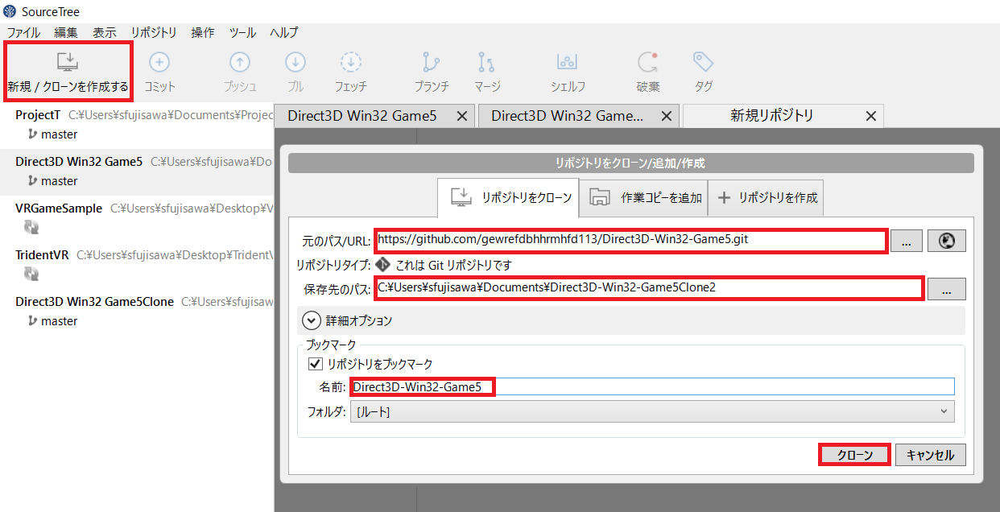 SourceTree
ファイル 編集 表示 リポジトリ 操作 ツール ヘルプ
新規 / クローンを作成する コミット プッシュ プル フェッチ ブランチ マージ シェルフ 破棄 タグ
ProjectT C:¥Users¥sfujisawa¥Documents¥Projec
master
Direct3D Win32 Game5 C:¥Users¥sfujisawa¥Do
master
VRGameSample C:¥Users¥sfujisawa¥Desktop¥V
TridentVR C:¥Users¥sfujisawa¥Desktop¥Trident
Direct3D Win32 Game5Clone C:¥Users¥sfujisaw
master
Direct3D Win32 Game5 Direct3D Win32 Game... 新規リポジトリ
リポジトリをクローン/追加/作成
リポジトリをクローン 作業コピーを追加 リポジトリを作成
元のパス/URL: https://github.com/gewrefdbhhrmhfd113/Direct3D-Win32-Game5.git ...
リポジトリタイプ: これは Git リポジトリです
保存先のパス: C:¥Users¥sfujisawa¥Documents¥Direct3D-Win32-Game5Clone2 ...
詳細オプション
ブックマーク
リポジトリをブックマーク
名前: Direct3D-Win32-Game5
フォルダ: [ルート]
クローン キャンセル